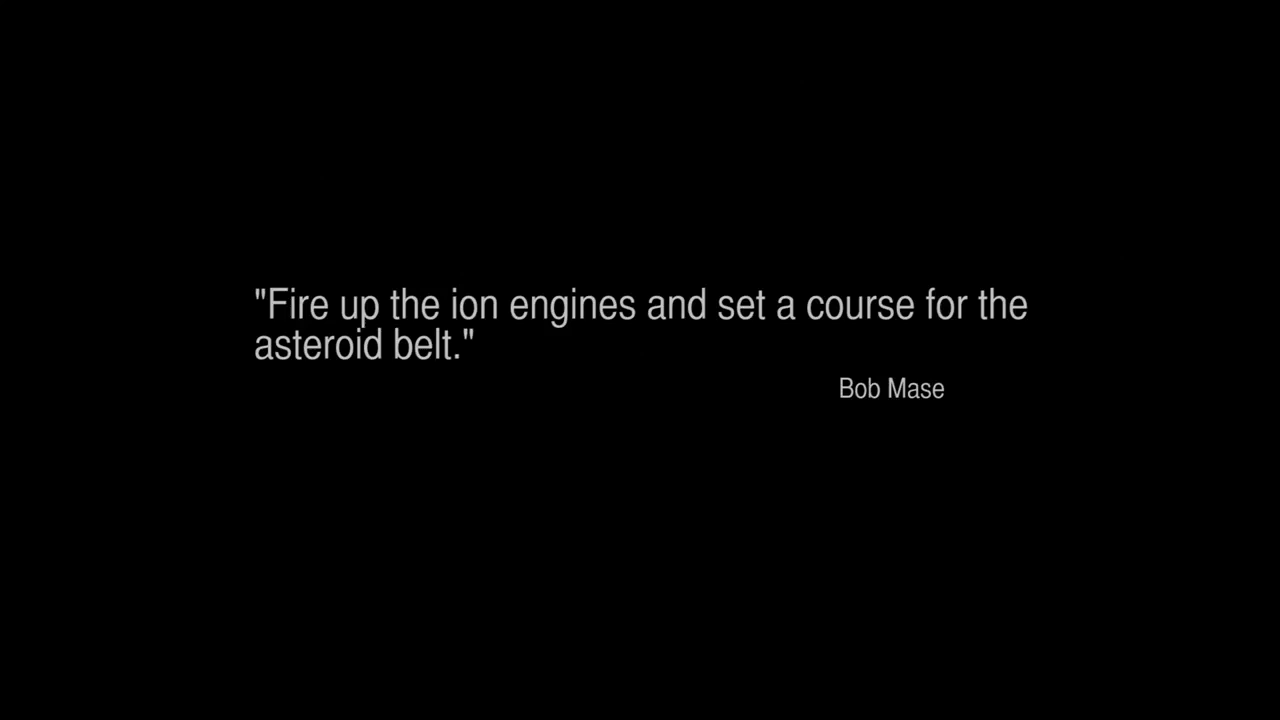 "Fire up the ion engines and set a course for the
asteroid belt."
Bob Mase